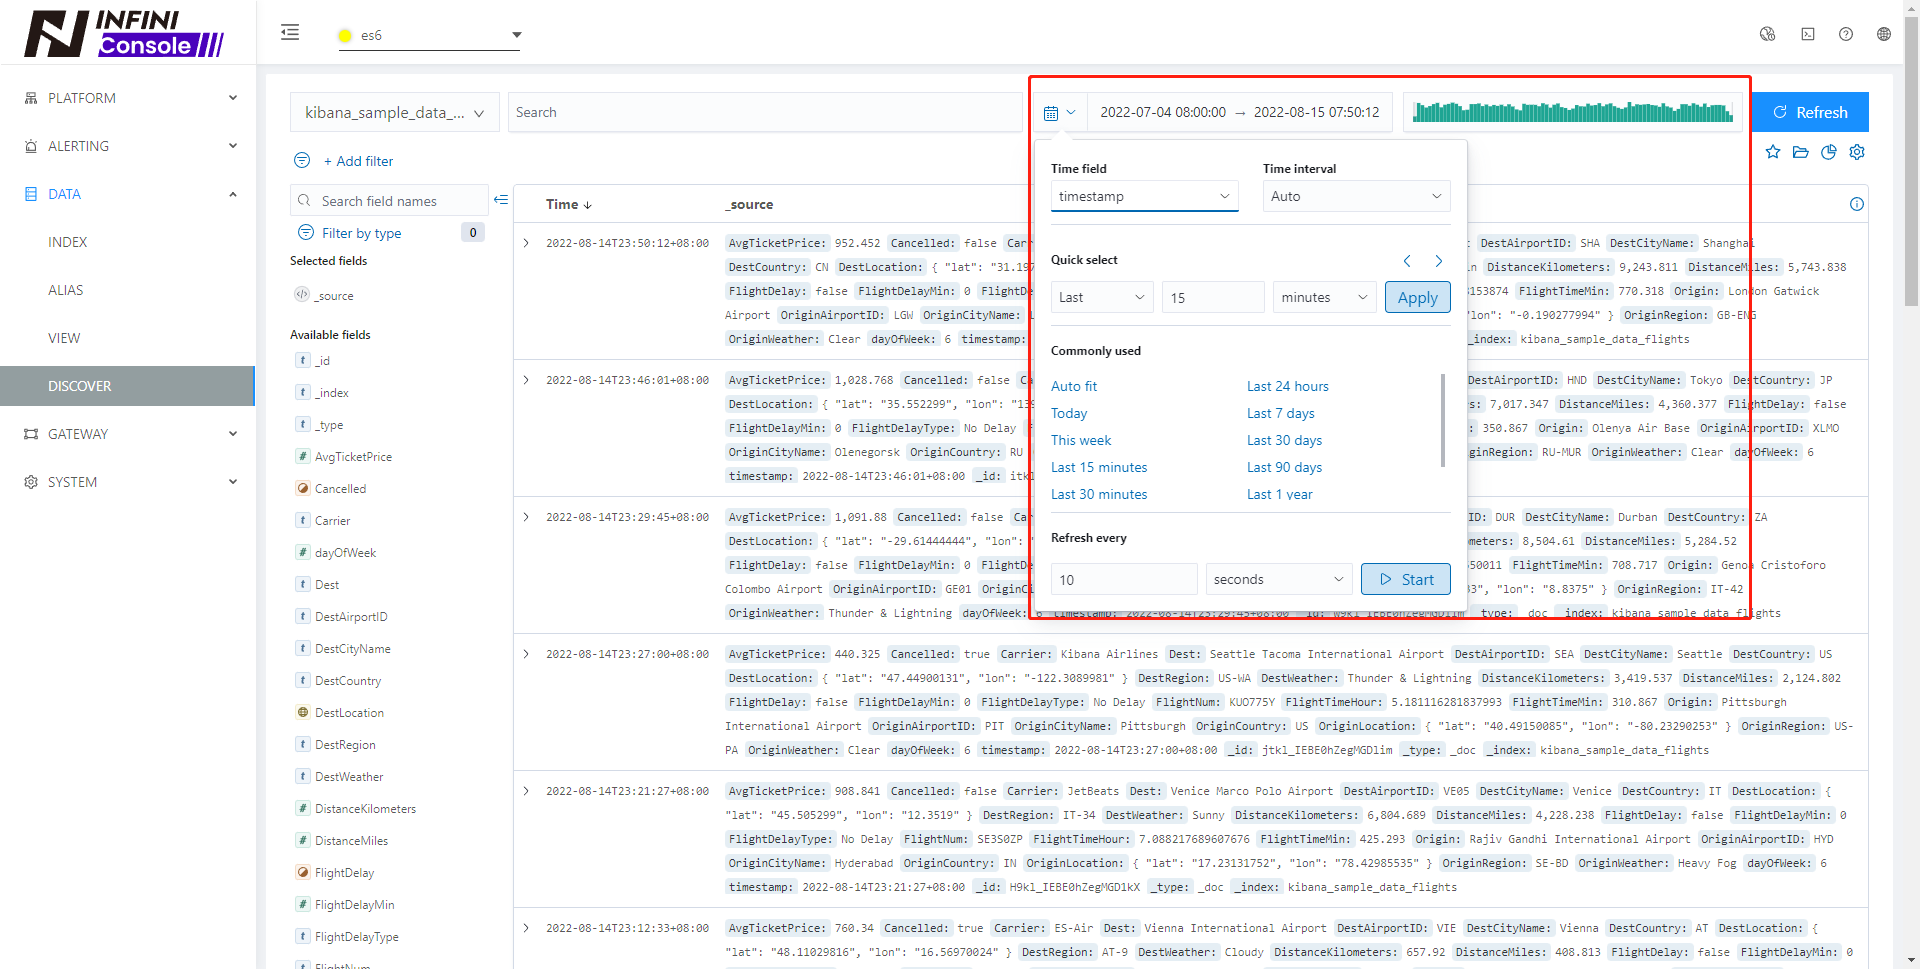 INFINI
Console
es6
PLATFORM
ALERTING
DATA
INDEX
ALIAS
VIEW
DISCOVER
GATEWAY
SYSTEM
kibana_sample_data_...
Search
2022-07-04 08:00:00 → 2022-08-15 07:50:12
Refresh
+ Add filter
Search field names
Filter by type 0
Selected fields
_source
Available fields
_id
_index
_type
AvgTicketPrice
Cancelled
Carrier
dayOfWeek
Dest
DestAirportID
DestCityName
DestCountry
DestLocation
DestRegion
DestWeather
DistanceKilometers
DistanceMiles
FlightDelay
FlightDelayMin
FlightDelayType
FlightNum
Time field
timestamp
Time interval
Auto
Quick select
Last 15 minutes Apply
Commonly used
Auto fit Last 24 hours
Today Last 7 days
This week Last 30 days
Last 15 minutes Last 90 days
Last 30 minutes Last 1 year
Refresh every
10 seconds Start
Time ↓ _source
2022-08-14T23:50:12+08:00 AvgTicketPrice: 952.452 Cancelled: false DestAirportID: SHA DestCityName: Shanghai
DestCountry: CN DestLocation: { "lat": "31.197 DistanceKilometers: 9,243.811 DistanceMiles: 5,743.838
FlightDelay: false FlightDelayMin: 0 8153874 FlightTimeMin: 770.318 Origin: London Gatwick
Airport OriginAirportID: LGW OriginCityName: "lon": "-0.190277994" } OriginRegion: GB-ENG
OriginWeather: Clear dayOfWeek: 6 timestamp: _index: kibana_sample_data_flights
2022-08-14T23:46:01+08:00 AvgTicketPrice: 1,028.768 Cancelled: false DestAirportID: HND DestCityName: Tokyo DestCountry: JP
DestLocation: { "lat": "35.552299", "lon": "139 7,017.347 DistanceMiles: 4,360.377 FlightDelay: false
FlightDelayMin: 0 FlightDelayType: No Delay 350.867 Origin: Olenya Air Base OriginAirportID: XLMO
OriginCityName: Olenegorsk OriginCountry: RU ginRegion: RU-MUR OriginWeather: Clear dayOfWeek: 6
timestamp: 2022-08-14T23:46:01+08:00 _id: itkl
2022-08-14T23:29:45+08:00 AvgTicketPrice: 1,091.88 Cancelled: false ID: DUR DestCityName: Durban DestCountry: ZA
DestLocation: { "lat": "-29.61444444", "lon": " meters: 8,504.61 DistanceMiles: 5,284.52
FlightDelay: false FlightDelayMin: 0 650011 FlightTimeMin: 708.717 Origin: Genoa Cristoforo
Colombo Airport OriginAirportID: GE01 "lon": "8.8375" } OriginRegion: IT-42
OriginWeather: Thunder & Lightning dayOfWeek: 6 timestamp: 2022-08-14T23:29:45+08:00 _id: _type: _doc _index: kibana_sample_data_flights
2022-08-14T23:27:00+08:00 AvgTicketPrice: 440.325 Cancelled: true Carrier: Kibana Airlines Dest: Seattle Tacoma International Airport DestAirportID: SEA DestCityName: Seattle DestCountry: US
DestLocation: { "lat": "47.44900131", "lon": "-122.3089981" } DestRegion: US-WA DestWeather: Thunder & Lightning DistanceKilometers: 3,419.537 DistanceMiles: 2,124.802
FlightDelay: false FlightDelayMin: 0 FlightDelayType: No Delay FlightNum: KUO775Y FlightTimeHour: 5.181116281837993 FlightTimeMin: 310.867 Origin: Pittsburgh
International Airport OriginAirportID: PIT OriginCityName: Pittsburgh OriginCountry: US OriginLocation: { "lat": "40.49150085", "lon": "-80.23290253" } OriginRegion: US-
PA OriginWeather: Clear dayOfWeek: 6 timestamp: 2022-08-14T23:27:00+08:00 _id: jtkl_IEBE0hZegMGDlim _type: _doc _index: kibana_sample_data_flights
2022-08-14T23:21:27+08:00 AvgTicketPrice: 908.841 Cancelled: false Carrier: JetBeats Dest: Venice Marco Polo Airport DestAirportID: VE05 DestCityName: Venice DestCountry: IT DestLocation: {
"lat": "45.505299", "lon": "12.3519" } DestRegion: IT-34 DestWeather: Sunny DistanceKilometers: 6,804.689 DistanceMiles: 4,228.238 FlightDelay: false FlightDelayMin: 0
FlightDelayType: No Delay FlightNum: SE3S0ZP FlightTimeHour: 7.088217689607676 FlightTimeMin: 425.293 Origin: Rajiv Gandhi International Airport OriginAirportID: HYD
OriginCityName: Hyderabad OriginCountry: IN OriginLocation: { "lat": "17.23131752", "lon": "78.42985535" } OriginRegion: SE-BD OriginWeather: Heavy Fog dayOfWeek: 6
timestamp: 2022-08-14T23:21:27+08:00 _id: H9kl_IEBE0hZegMGD1kX _type: _doc _index: kibana_sample_data_flights
2022-08-14T23:12:33+08:00 AvgTicketPrice: 760.34 Cancelled: true Carrier: ES-Air Dest: Vienna International Airport DestAirportID: VIE DestCityName: Vienna DestCountry: AT DestLocation: {
"lat": "48.11029816", "lon": "16.56970024" } DestRegion: AT-9 DestWeather: Cloudy DistanceKilometers: 657.92 DistanceMiles: 408.813 FlightDelay: false FlightDelayMin: 0